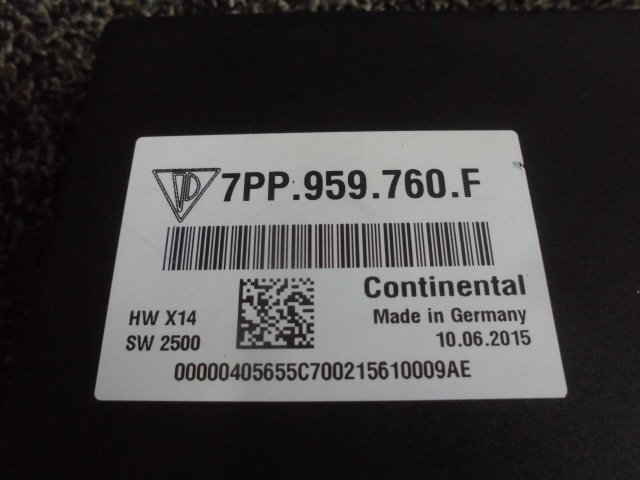 7PP.959.760.F
Continental
HW X14
Made in Germany
SW 2500
10.06.2015
00000405655C700215610009AE